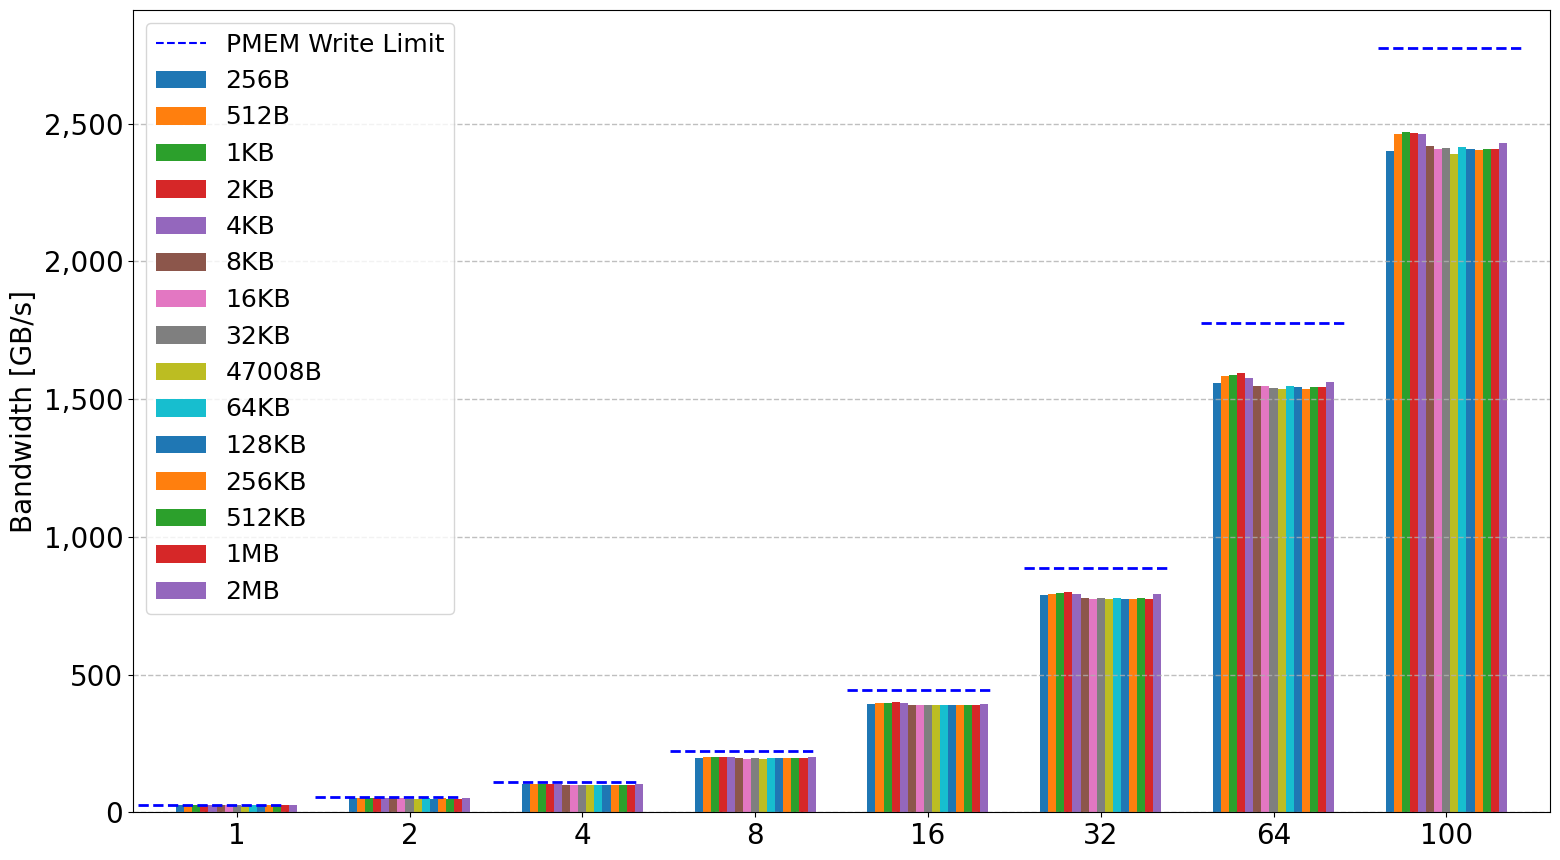 PMEM Write Limit
256B
512B
1KB
2KB
4KB
8KB
16KB
32KB
47008B
64KB
128KB
256KB
512KB
1MB
2MB
Bandwidth [GB/s]
2,500
2,000
1,500
1,000
500
0
1 2 4 8 16 32 64 100